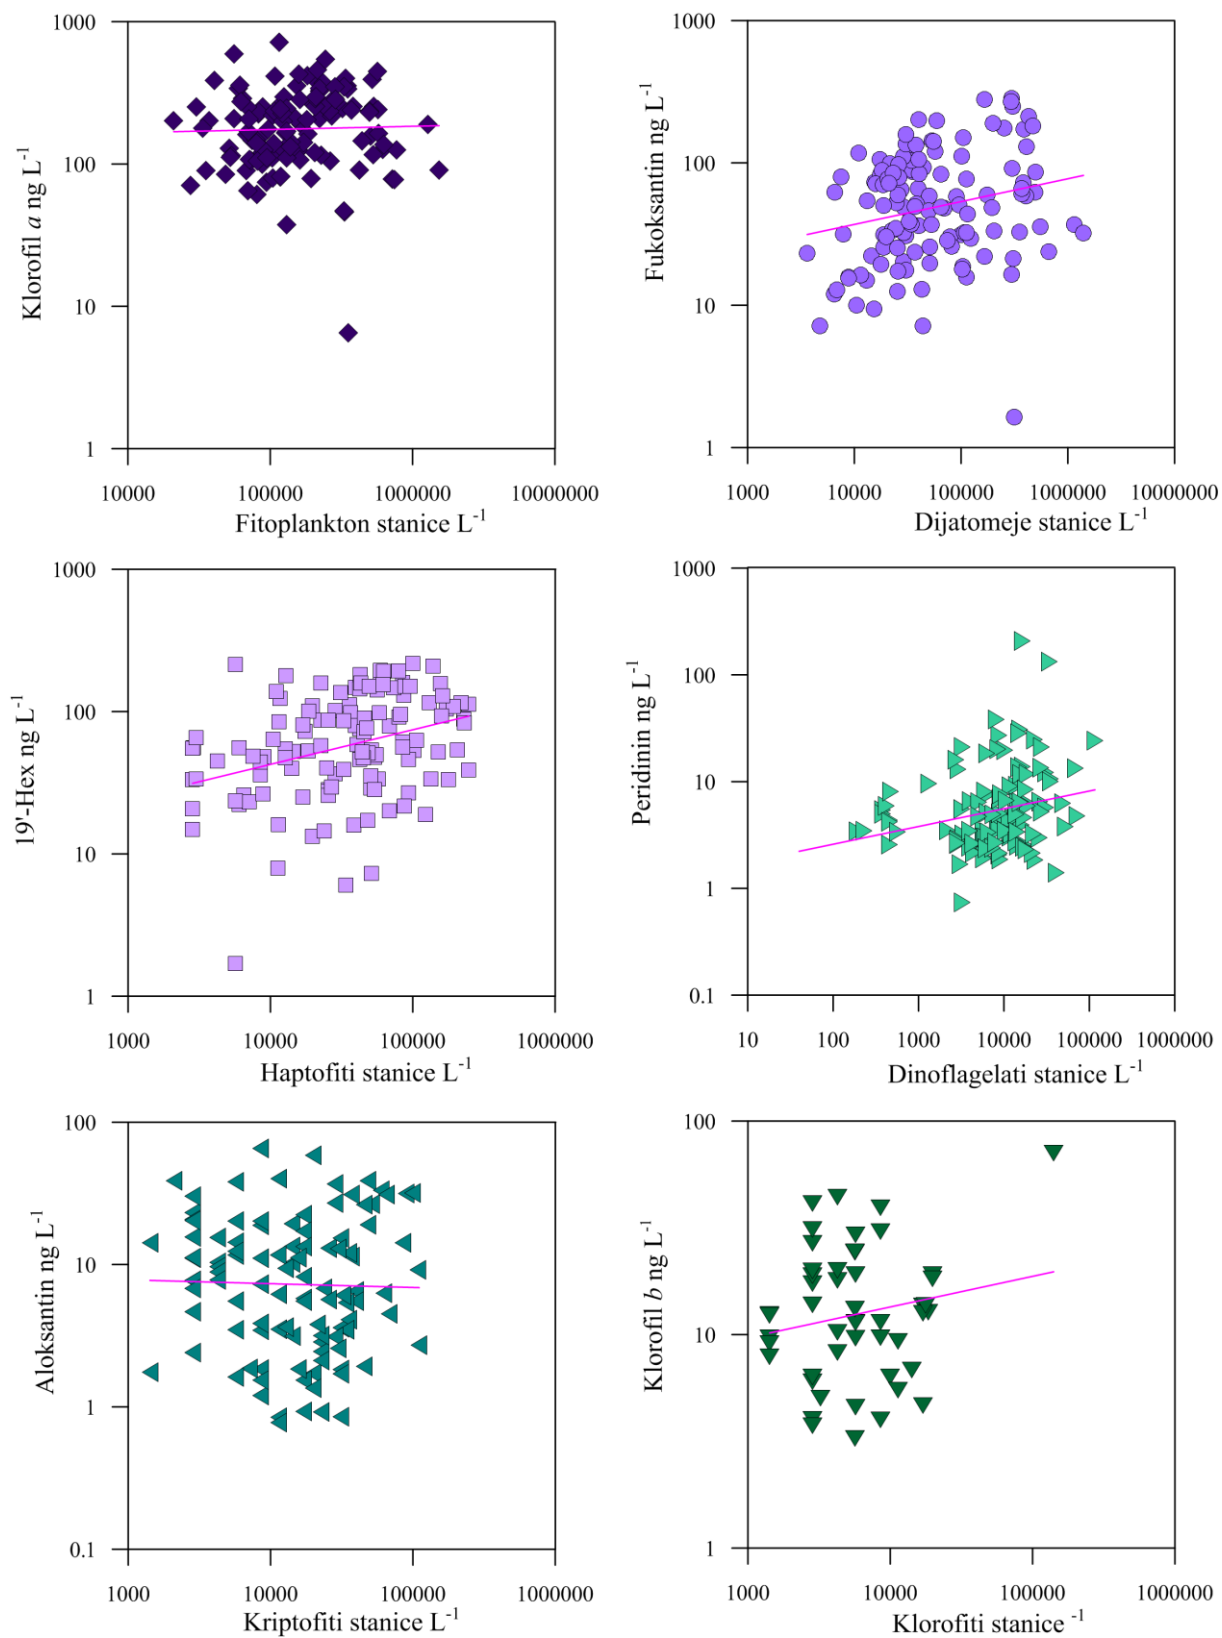 1000
100
10
1
Klorofil a ng L-1
10000 100000 1000000 10000000
Fitoplankton stanice L-1
1000
100
10
1
Fukoksantin ng L-1
1000 10000 100000 1000000 10000000
Dijatomeje stanice L-1
1000
100
10
1
19'-Hex ng L-1
1000 10000 100000 1000000
Haptofiti stanice L-1
1000
100
10
1
0.1
Peridinin ng L-1
10 100 1000 10000 100000 1000000
Dinoflagelati stanice L-1
100
10
1
0.1
Aloksantin ng L-1
1000 10000 100000 1000000
Kriptofiti stanice L-1
100
10
1
Klorofil b ng L-1
1000 10000 100000 1000000
Klorofiti stanice -1